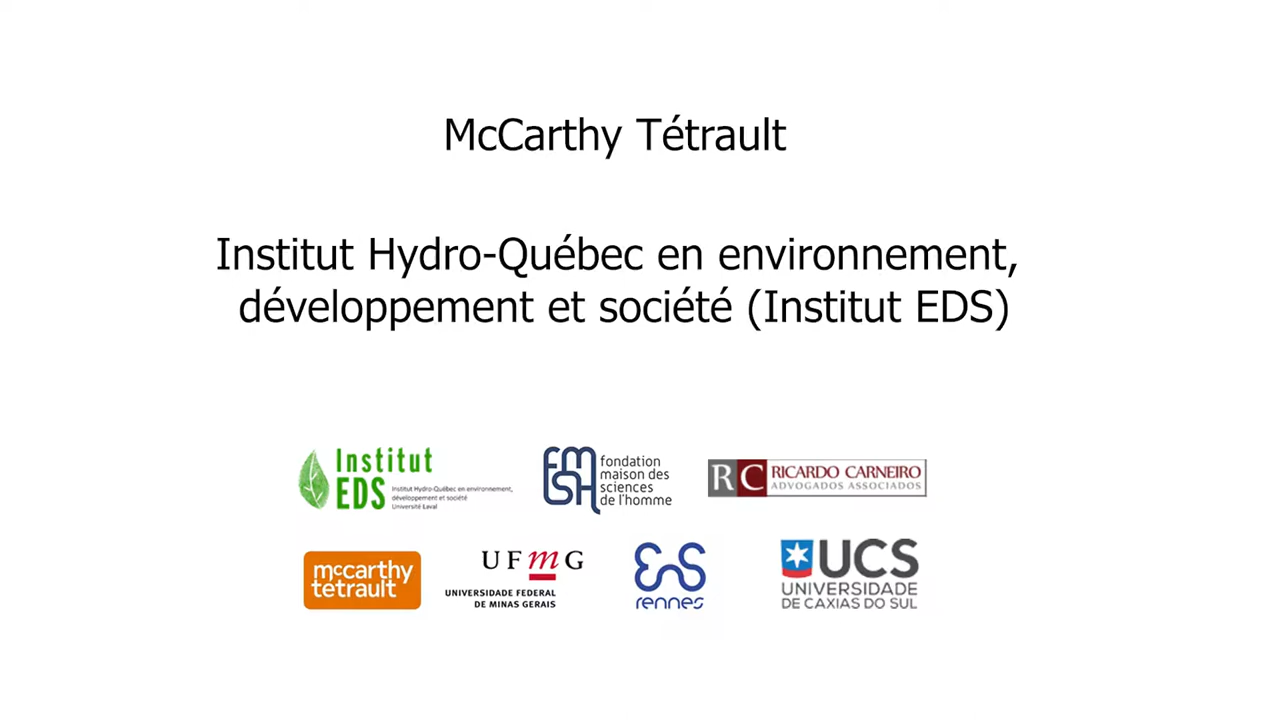 McCarthy Tétrault
Institut Hydro-Québec en environnement,
développement et société (Institut EDS)
Institut
EDS
Institut Hydro-Québec en environnement,
développement et société
Université Laval
FMSH
fondation
maison des
sciences
de l'homme
RC RICARDO CARNEIRO
ADVOGADOS ASSOCIADOS
mccarthy
tetrault
UFmG
UNIVERSIDADE FEDERAL
DE MINAS GERAIS
ENS
rennes
UCS
UNIVERSIDADE
DE CAXIAS DO SUL